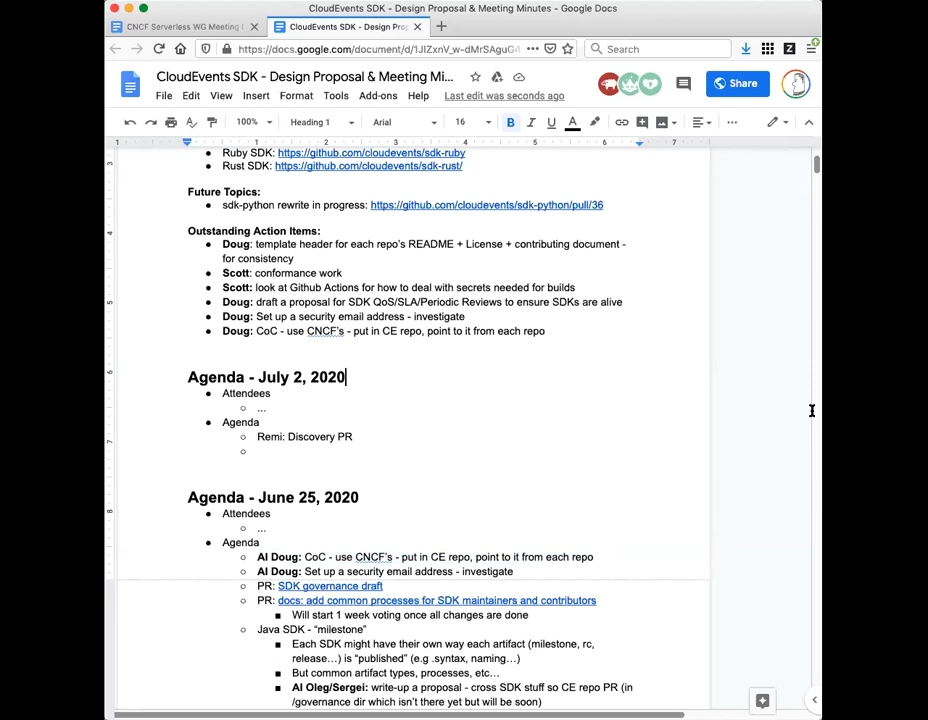 CloudEvents SDK - Design Proposal & Meeting Minutes - Google Docs
CNCF Serverless WG Meeting
CloudEvents SDK - Design Prop
Search
CloudEvents SDK - Design Proposal & Meeting Mi...
Share
File Edit View Insert Format Tools Add-ons Help Last edit was seconds ago
100% Heading 1 Arial 16 B I U A
1 1 2 3 4 5 6 7
Ruby SDK: https://github.com/cloudevents/sdk-ruby
Rust SDK: https://github.com/cloudevents/sdk-rust/
Future Topics:
sdk-python rewrite in progress: https://github.com/cloudevents/sdk-python/pull/36
Outstanding Action Items:
Doug: template header for each repo's README + License + contributing document -
for consistency
Scott: conformance work
Scott: look at Github Actions for how to deal with secrets needed for builds
Doug: draft a proposal for SDK QoS/SLA/Periodic Reviews to ensure SDKs are alive
Doug: Set up a security email address - investigate
Doug: CoC - use CNCF's - put in CE repo, point to it from each repo
Agenda - July 2, 2020
Attendees
...
Agenda
Remi: Discovery PR
Agenda - June 25, 2020
Attendees
...
Agenda
AI Doug: CoC - use CNCF's - put in CE repo, point to it from each repo
AI Doug: Set up a security email address - investigate
PR: SDK governance draft
PR: docs: add common processes for SDK maintainers and contributors
Will start 1 week voting once all changes are done
Java SDK - "milestone"
Each SDK might have their own way each artifact (milestone, rc,
release...) is "published" (e.g .syntax, naming...)
But common artifact types, processes, etc...
AI Oleg/Sergei: write-up a proposal - cross SDK stuff so CE repo PR (in
/governance dir which isn't there yet but will be soon)